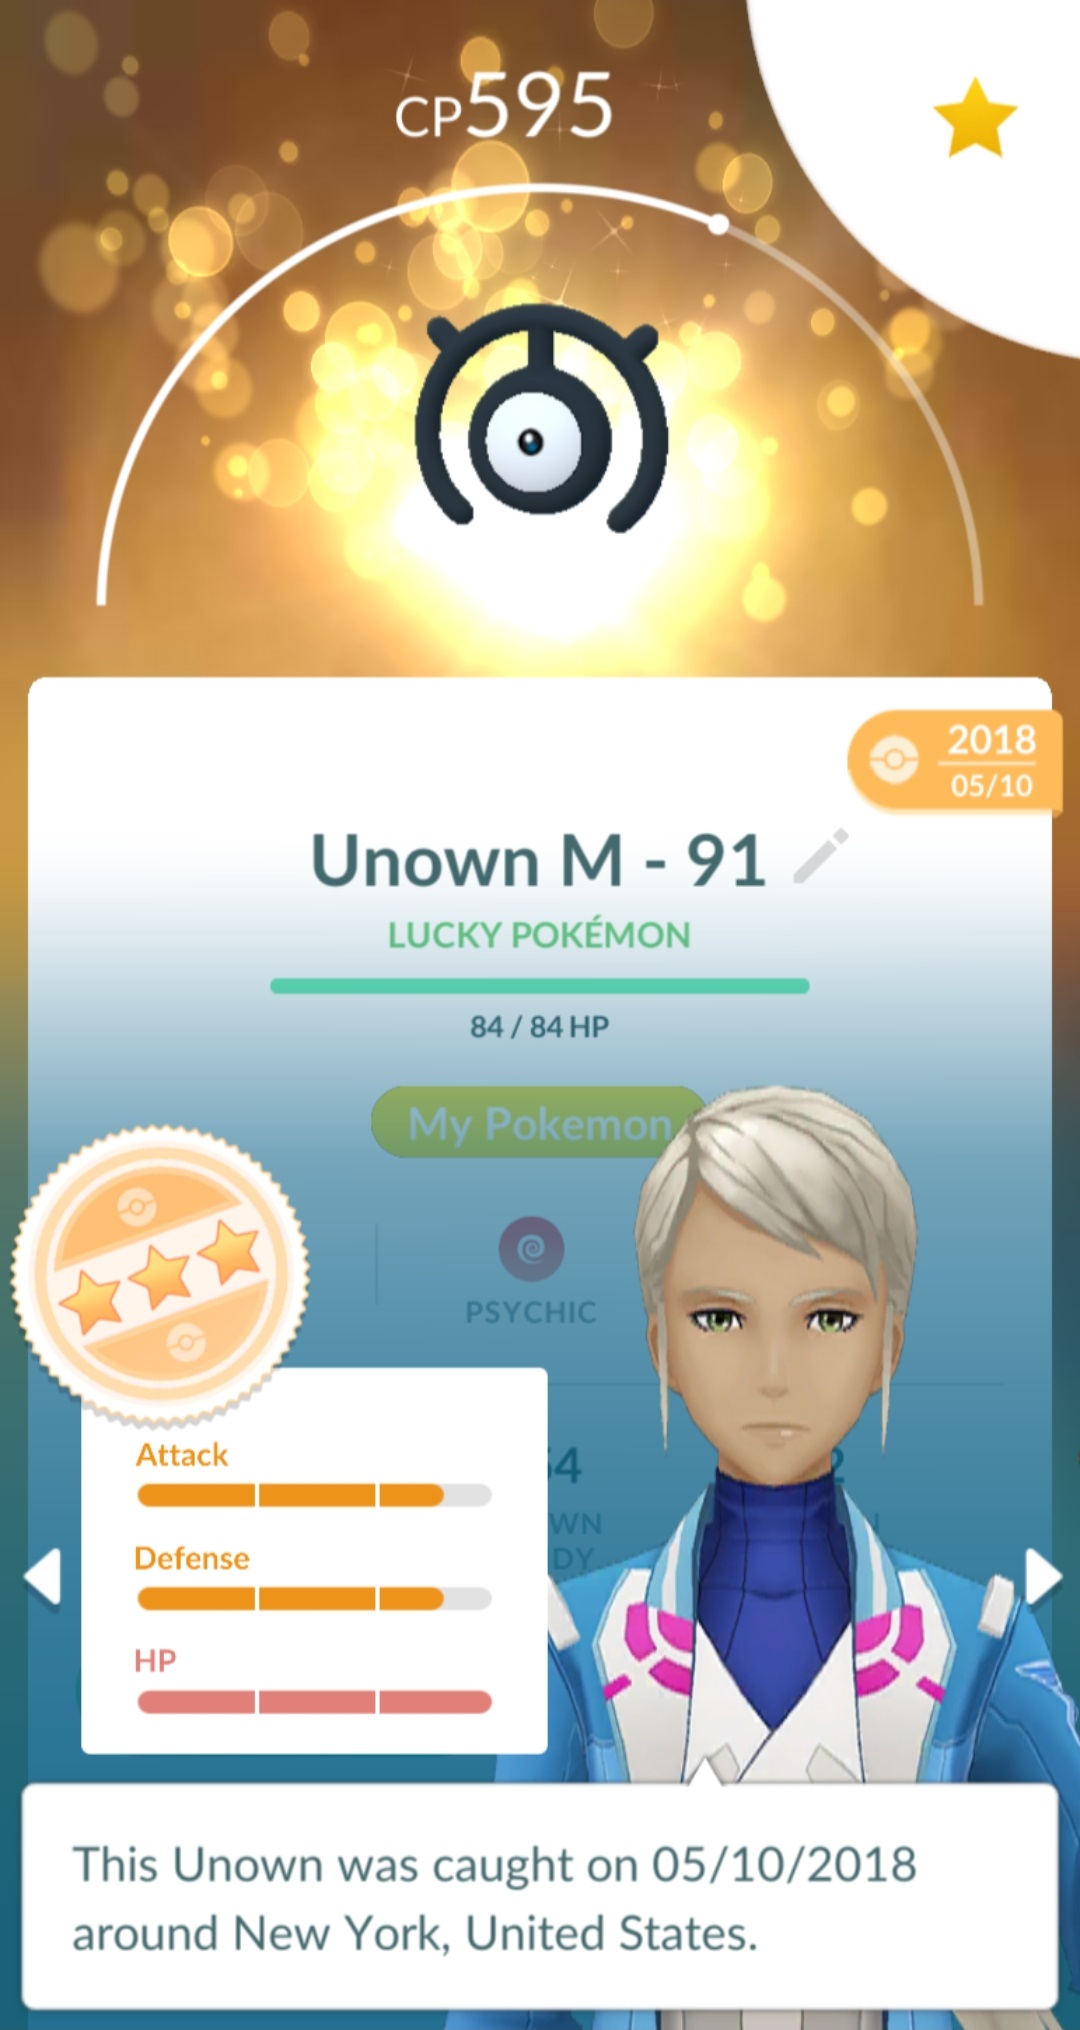 CP595
2018
05/10
Unown M - 91
LUCKY POKÉMON
84 / 84 HP
My Pokemon
PSYCHIC
Attack
Defense
HP
This Unown was caught on 05/10/2018
around New York, United States.